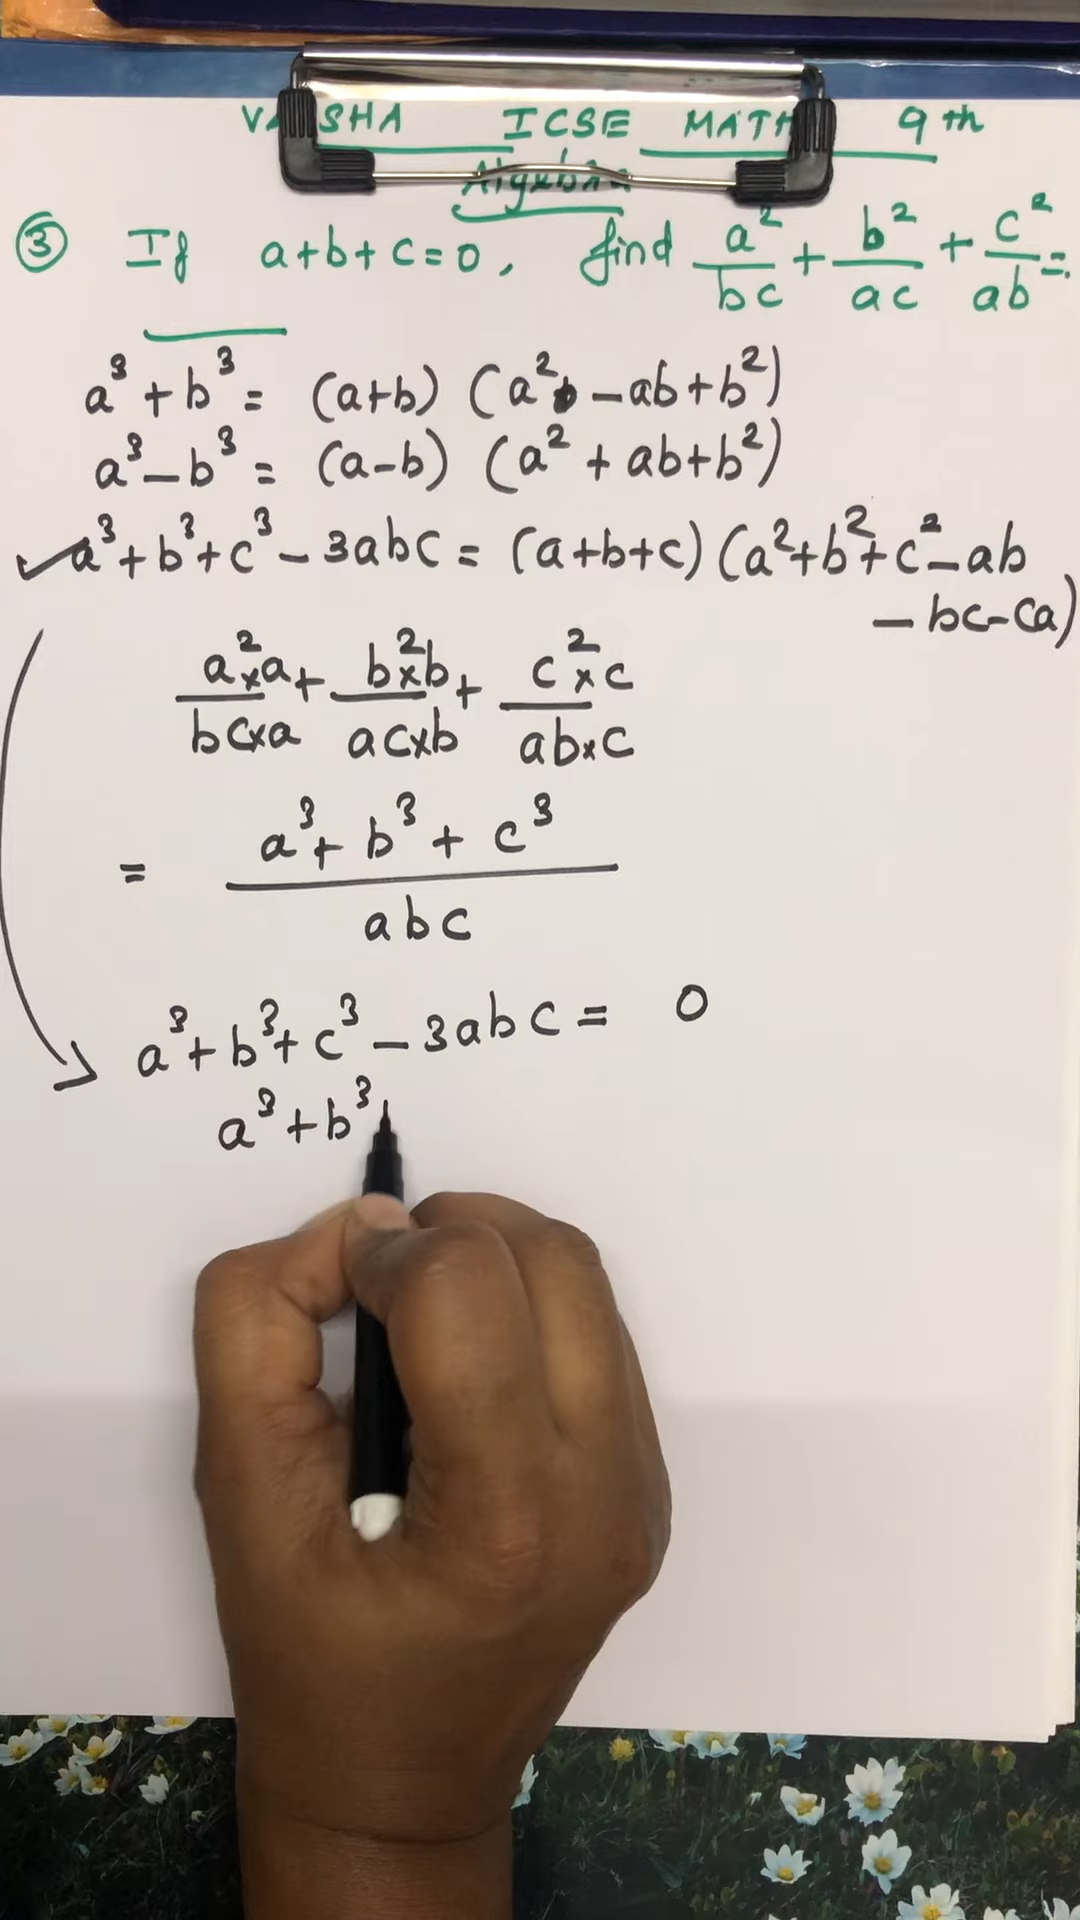 SHA ICSE MATH 9th
Algebra
③ If a+b+c=0, find a²/bc + b²/ac + c²/ab =
a³+b³ = (a+b) (a² -ab+b²)
a³-b³ = (a-b) (a² + ab+b²)
✓a³+b³+c³-3abc = (a+b+c) (a²+b²+c²-ab
-bc-ca)
a²×a/bc×a + b²×b/ac×b + c²×c/ab×c
= a³+b³+c³/abc
a³+b³+c³-3abc = 0
a³+b³